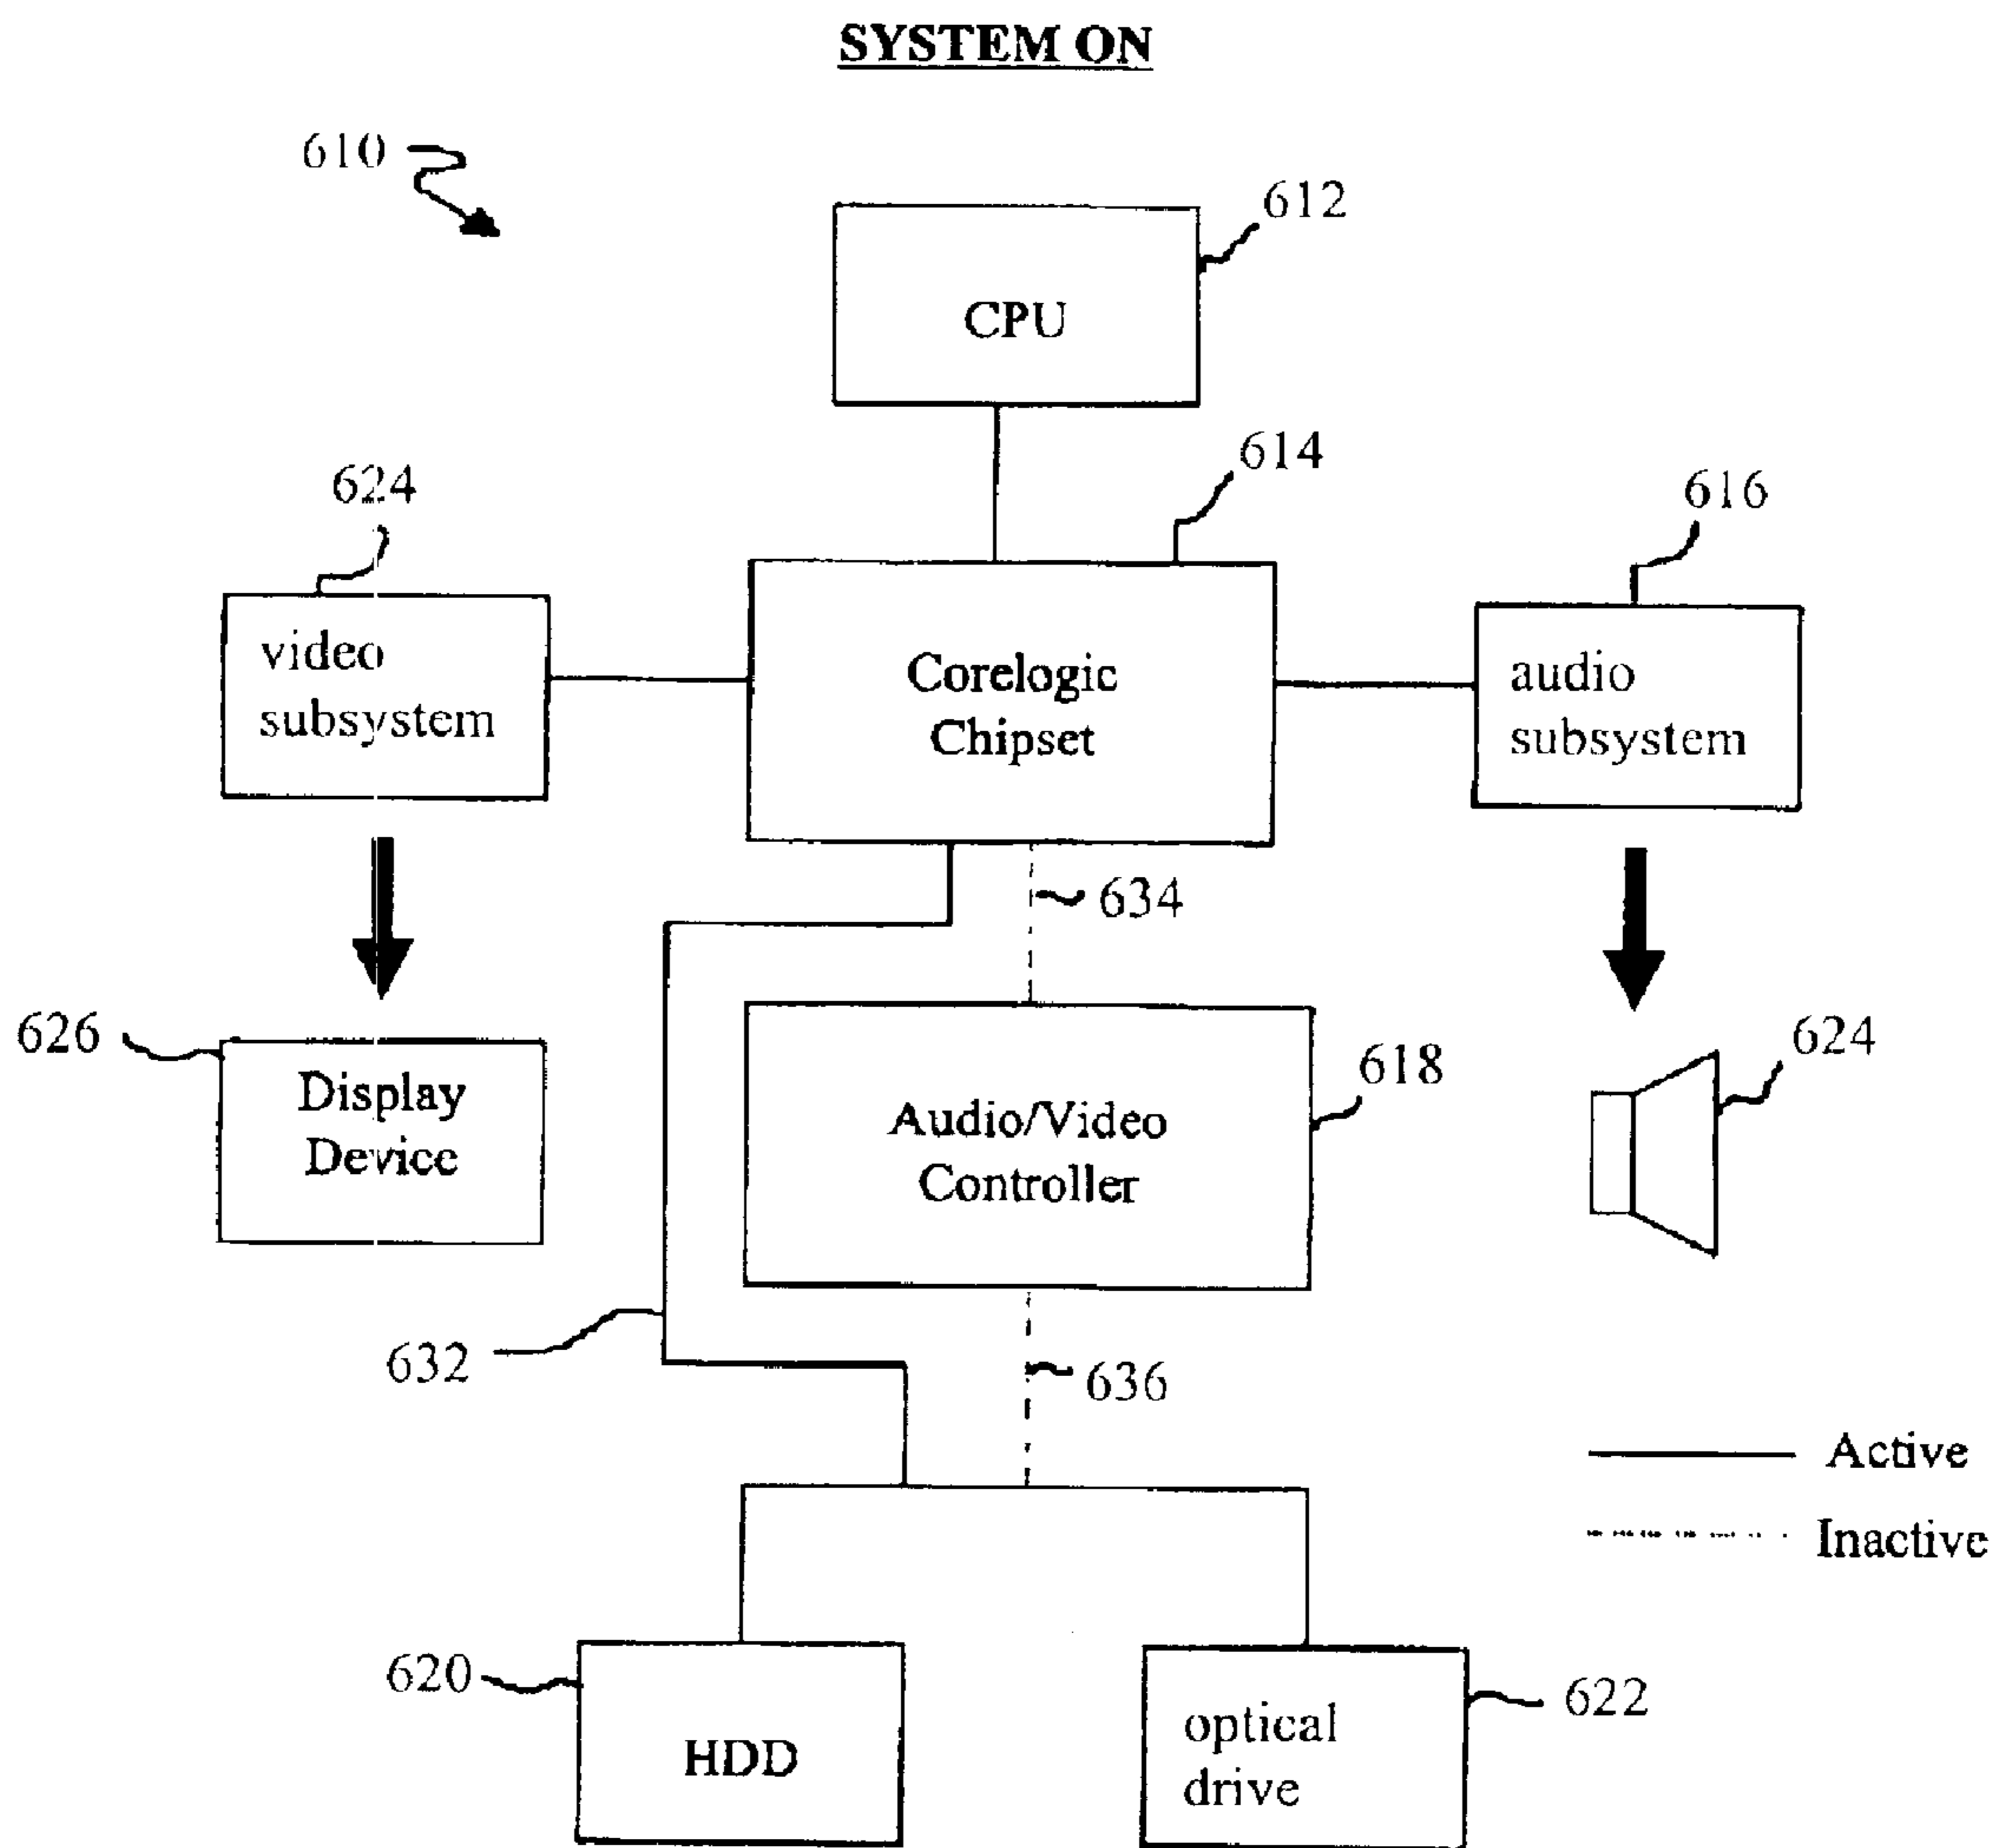 SYSTEM ON
610
612
CPU
614
624
616
video
subsystem
Corelogic
Chipset
audio
subsystem
634
626
Display
Device
618
624
Audio/Video
Controller
632
636
Active
Inactive
620
HDD
622
optical
drive